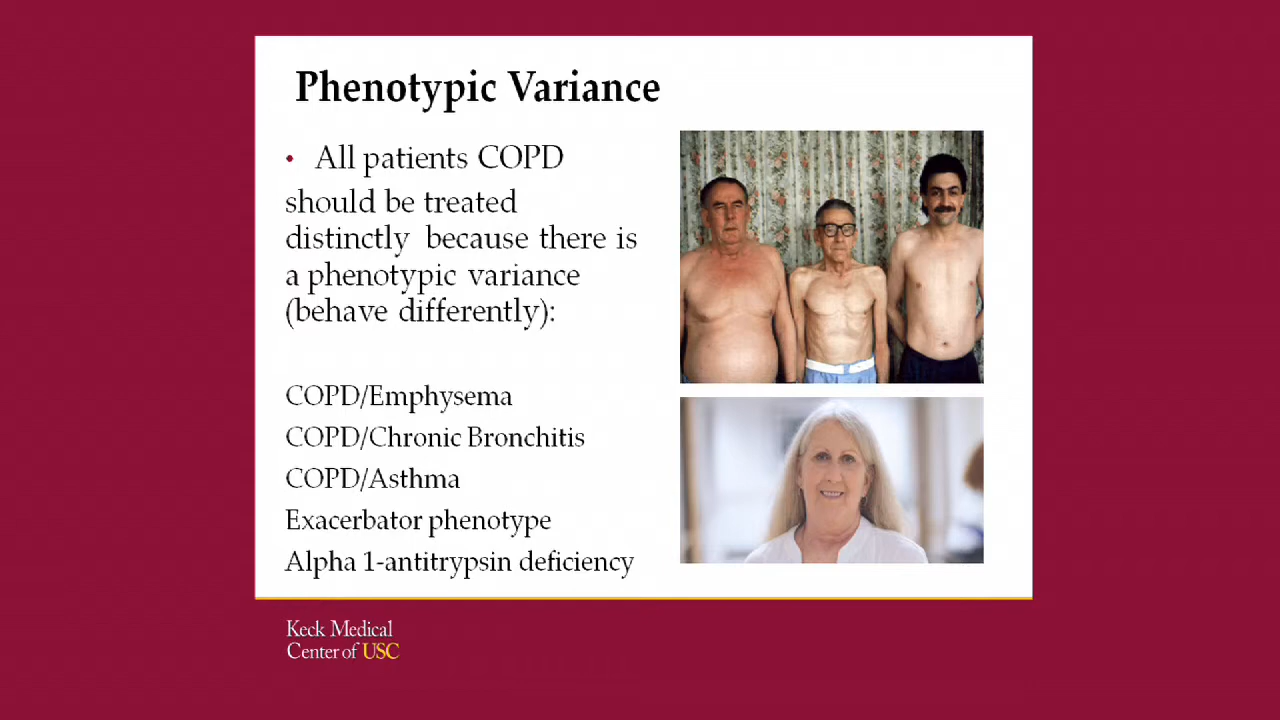 Phenotypic Variance
• All patients COPD
should be treated
distinctly because there is
a phenotypic variance
(behave differently):
COPD/Emphysema
COPD/Chronic Bronchitis
COPD/Asthma
Exacerbator phenotype
Alpha 1-antitrypsin deficiency
Keck Medical
Center of USC